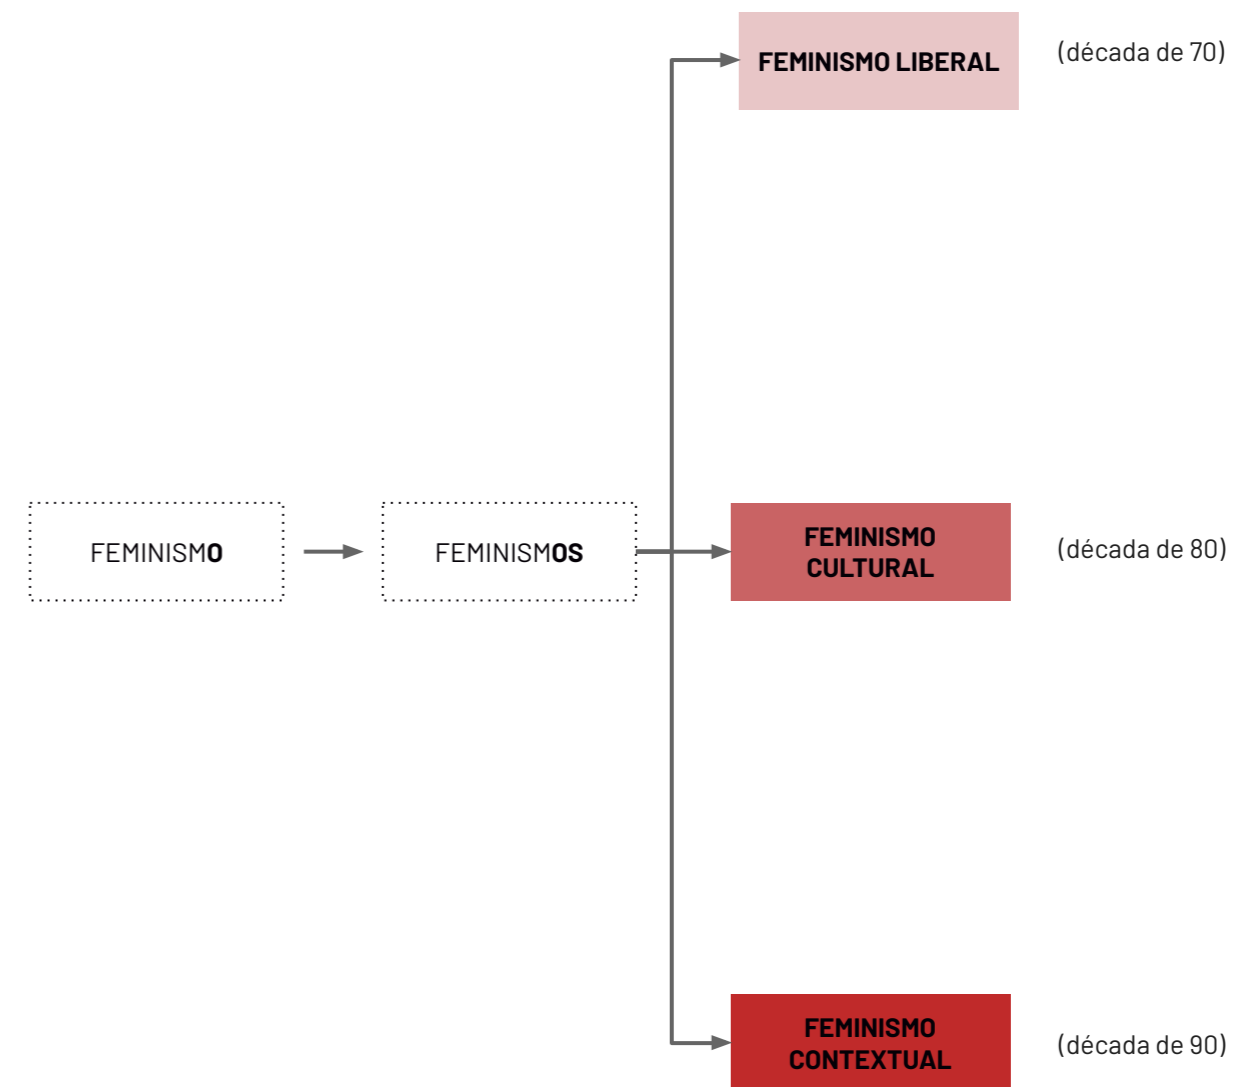 FEMINISMO LIBERAL
(década de 70)
FEMINISMO
FEMINISMOS
FEMINISMO
CULTURAL
(década de 80)
FEMINISMO
CONTEXTUAL
(década de 90)